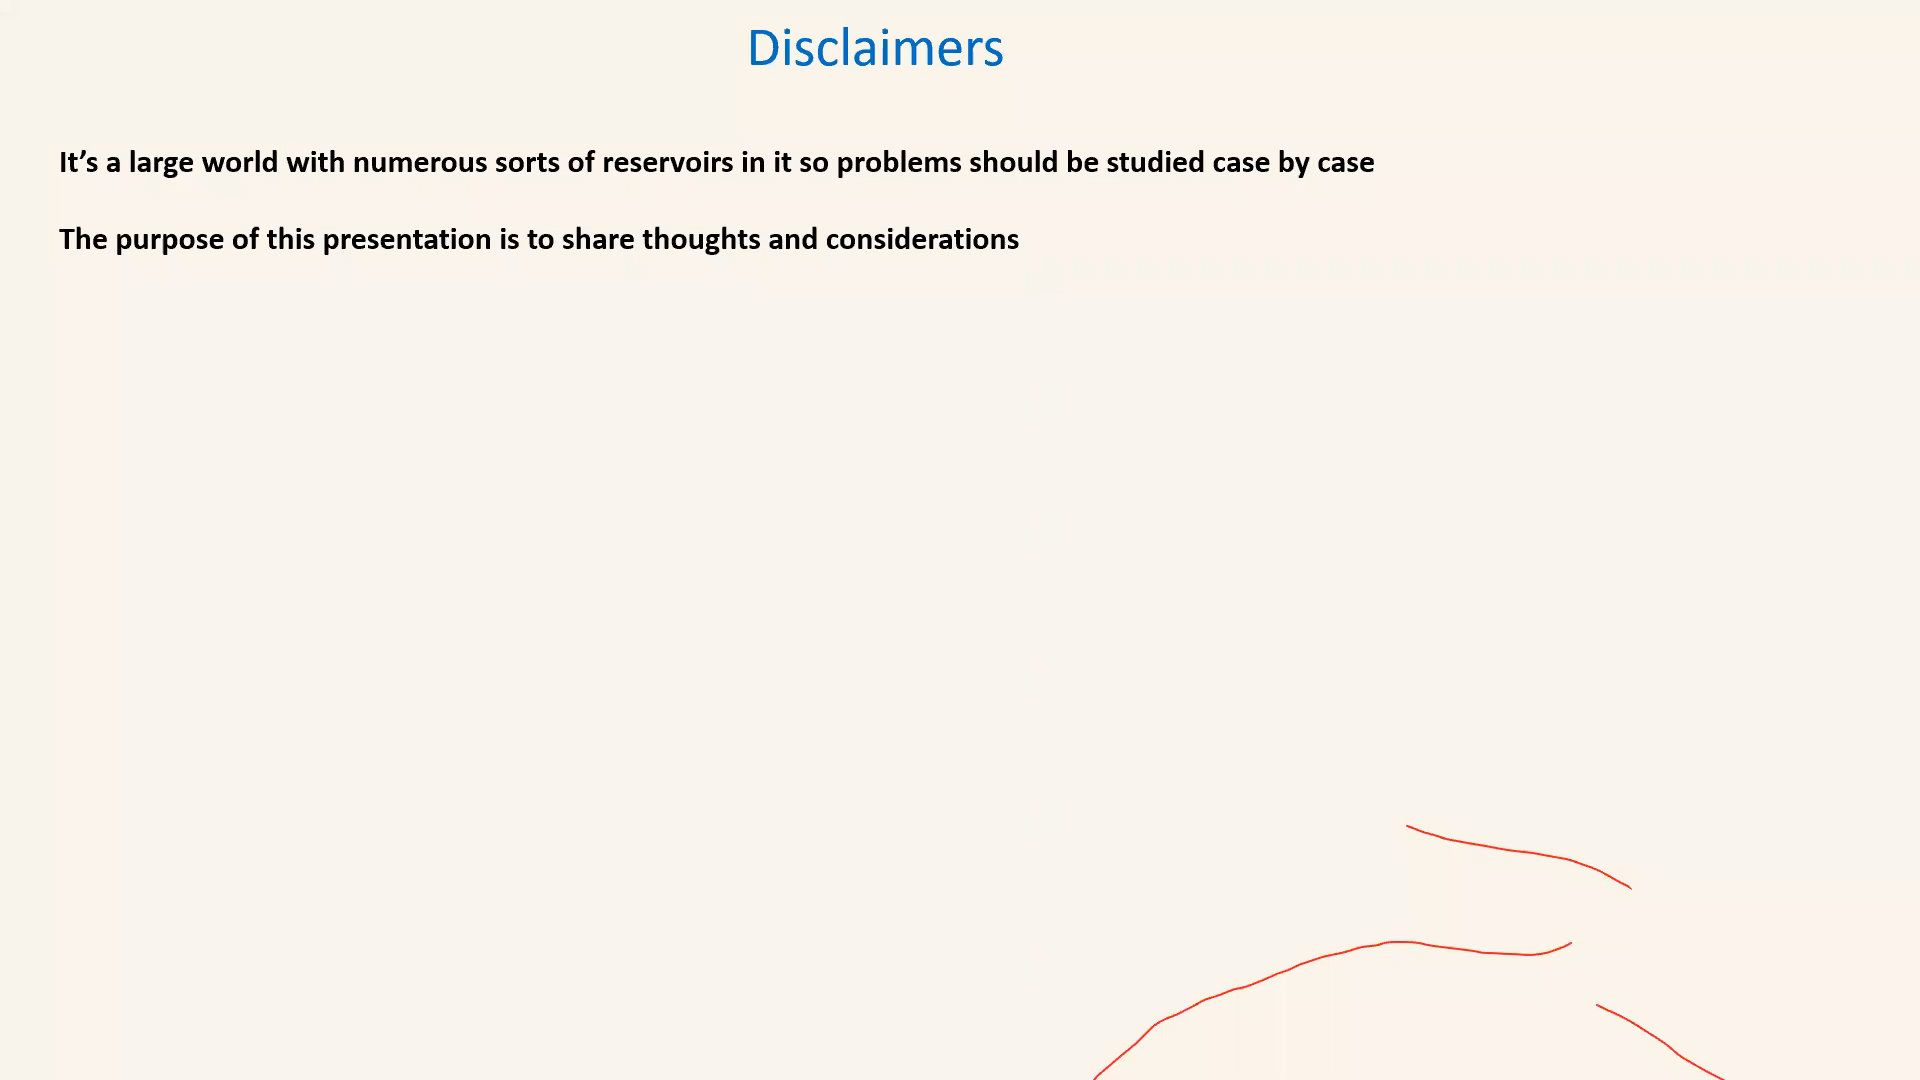 Disclaimers
It’s a large world with numerous sorts of reservoirs in it so problems should be studied case by case
The purpose of this presentation is to share thoughts and considerations